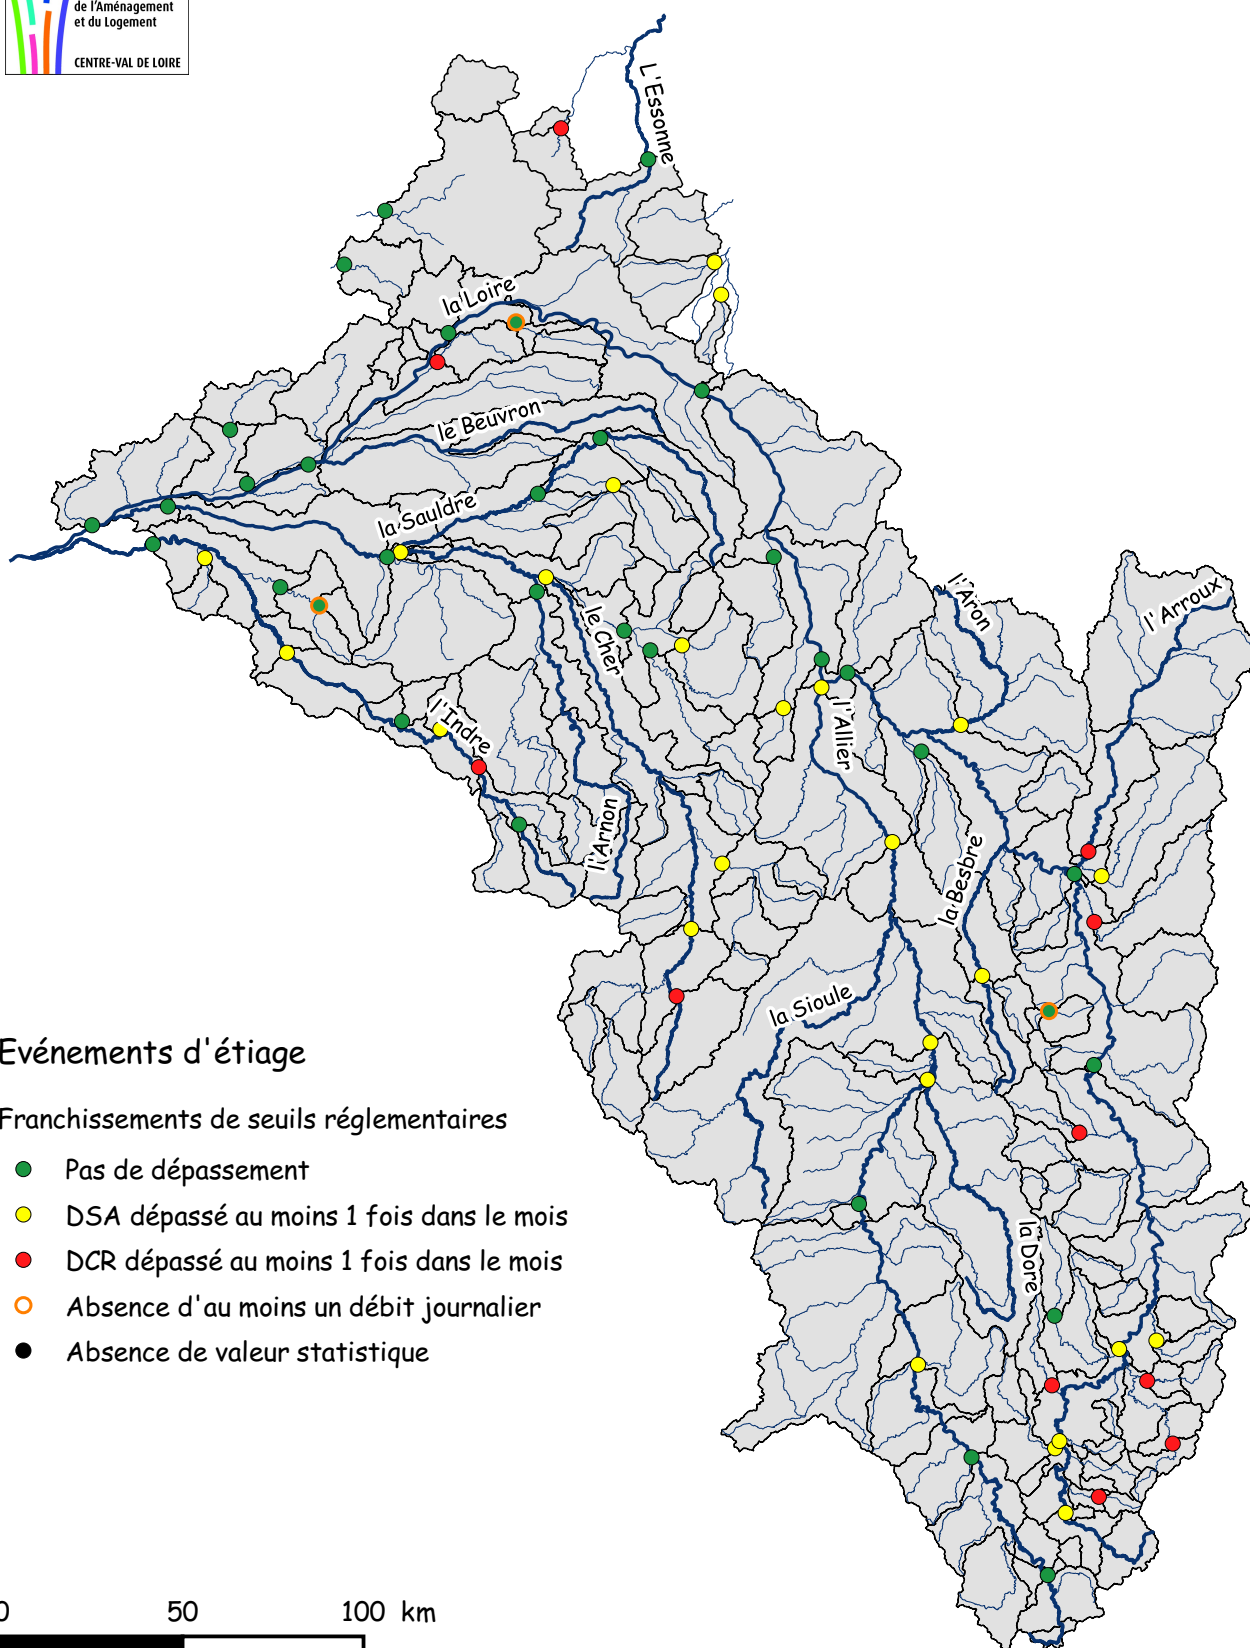 de l'Aménagement
et du Logement
CENTRE-VAL DE LOIRE
L'Essonne
la Loire
le Beuvron
la Sauldre
l'Aron
l'Arroux
le Cher
l'Indre
l'Allier
l'Arnon
la Besbre
la Sioule
la Dore
Evénements d'étiage
Franchissements de seuils réglementaires
Pas de dépassement
DSA dépassé au moins 1 fois dans le mois
DCR dépassé au moins 1 fois dans le mois
Absence d'au moins un débit journalier
Absence de valeur statistique
0 50 100 km